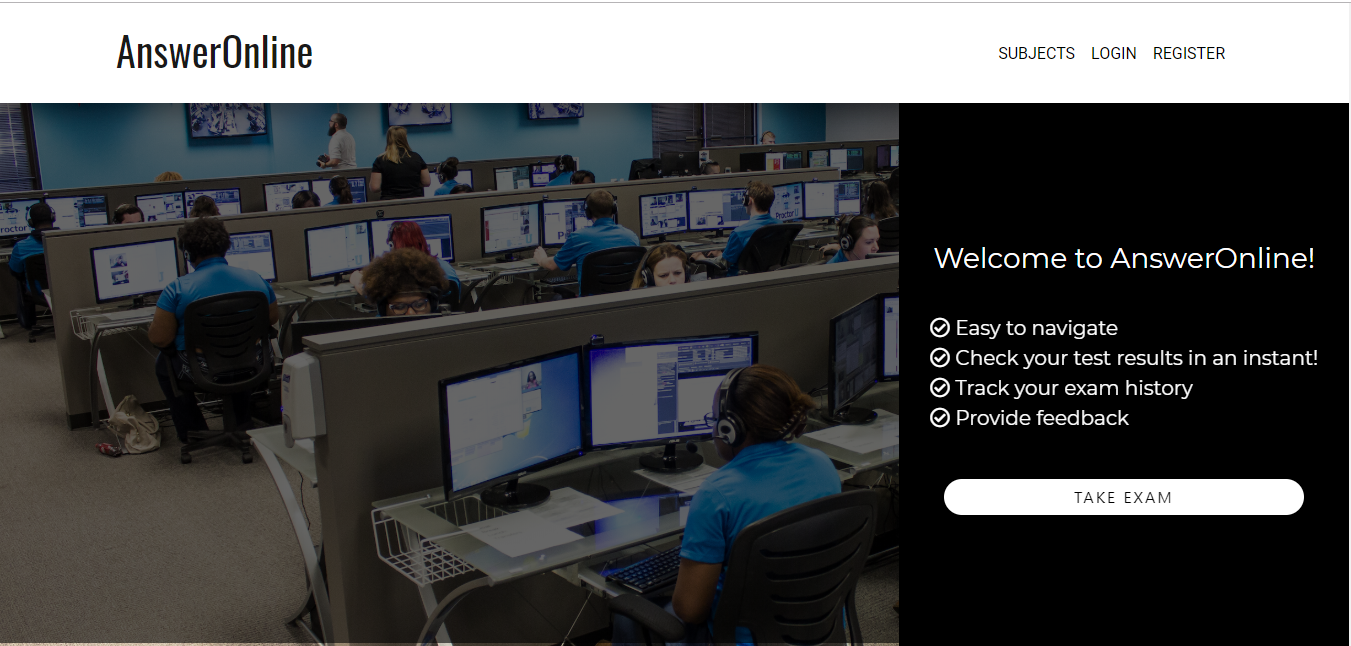 AnswerOnline
SUBJECTS LOGIN REGISTER
Welcome to AnswerOnline!
Easy to navigate
Check your test results in an instant!
Track your exam history
Provide feedback
TAKE EXAM